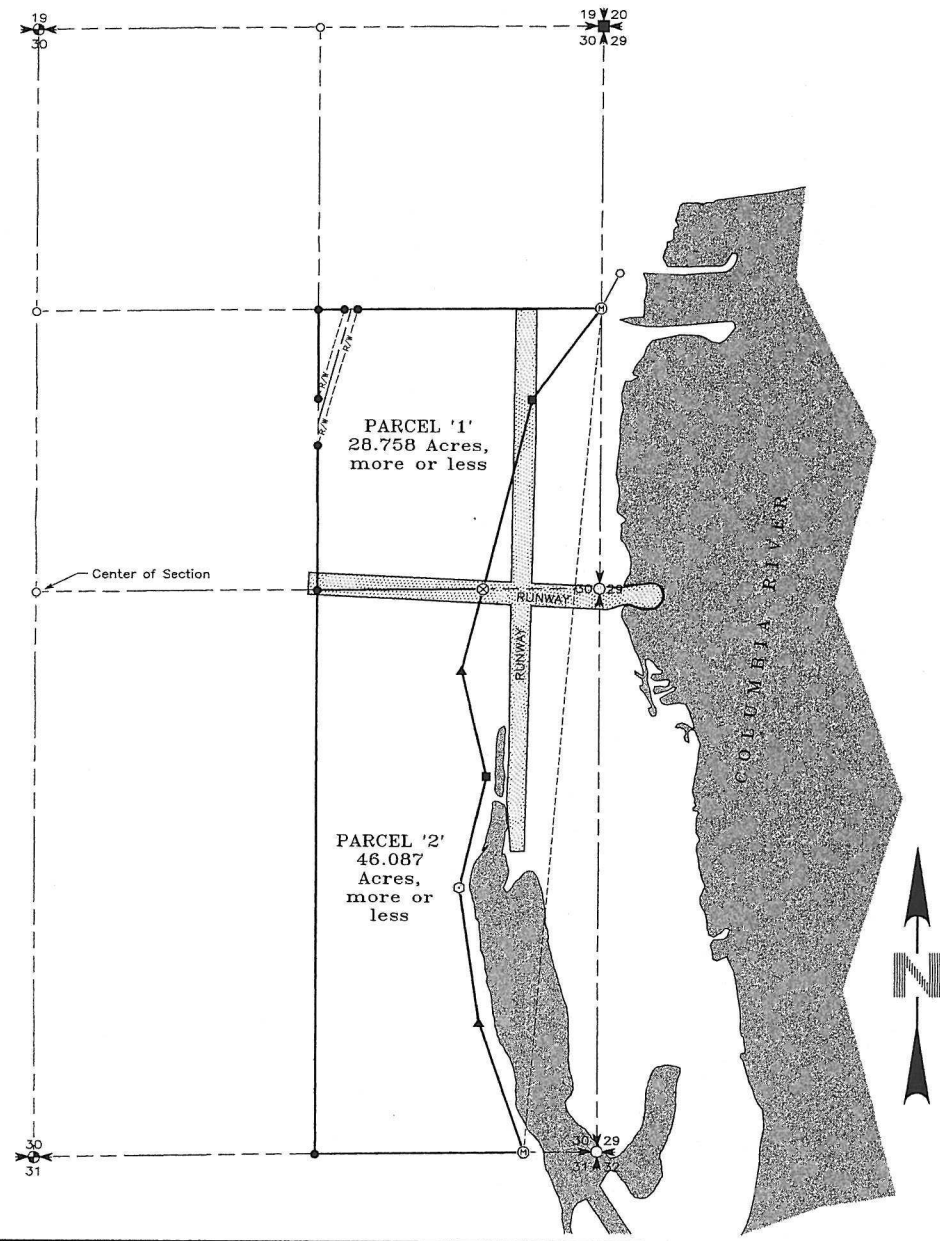 19
30
19 20
30 29
R/W
R/W
R/W
R/W
PARCEL '1'
28.758 Acres,
more or less
Center of Section
30 29
RUNWAY
RUNWAY
COLUMBIA RIVER
PARCEL '2'
46.087
Acres,
more or
less
M
M
N
30
31
30 29
31 32